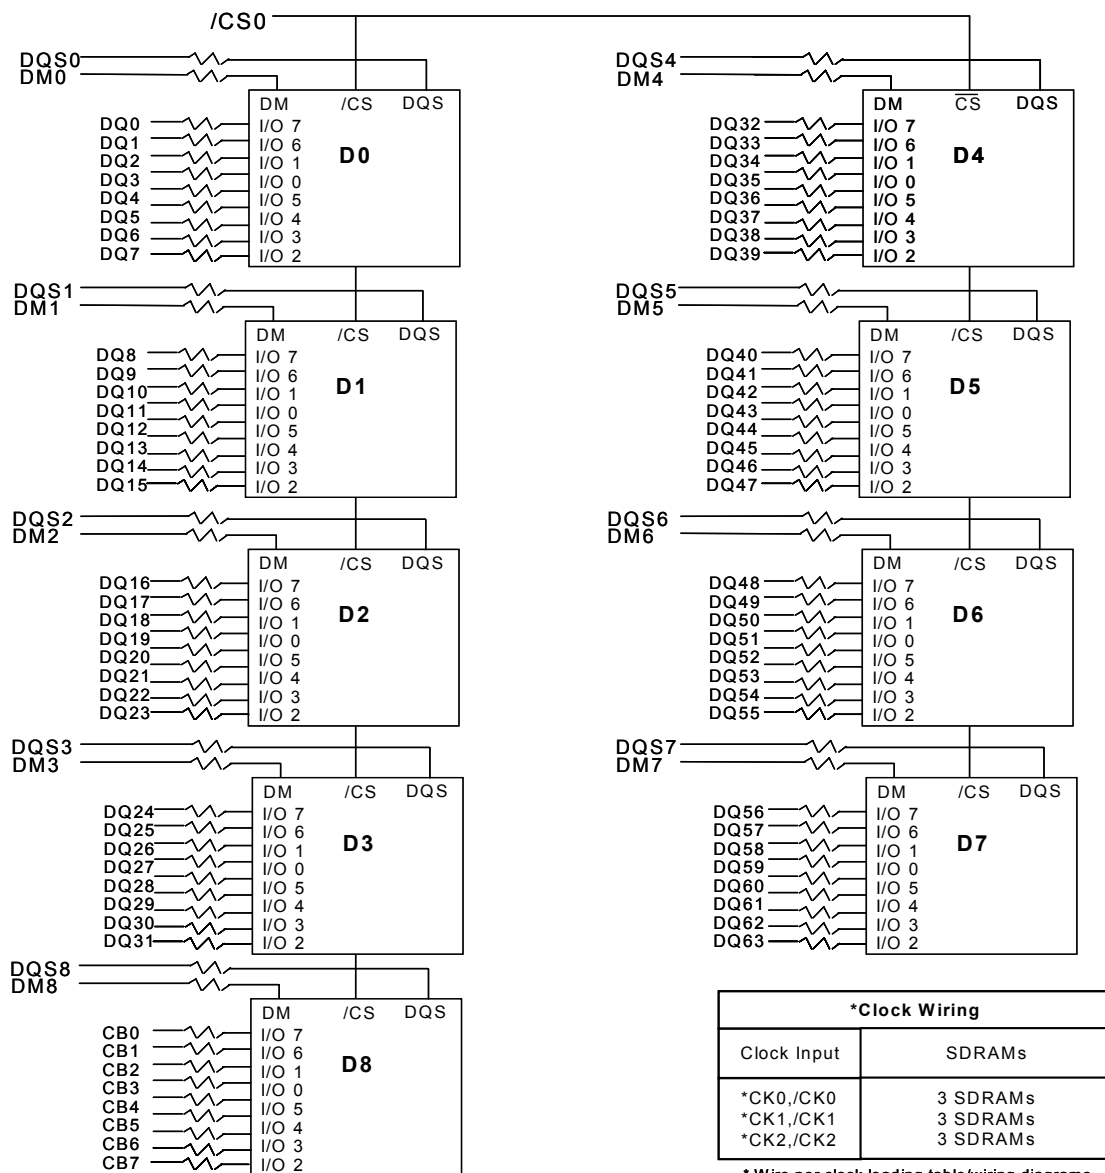 /CS0
DQS0
DM0
DM /CS DQS
D0
DQ0 I/O 7
DQ1 I/O 6
DQ2 I/O 1
DQ3 I/O 0
DQ4 I/O 5
DQ5 I/O 4
DQ6 I/O 3
DQ7 I/O 2
DQS1
DM1
DM /CS DQS
D1
DQ8 I/O 7
DQ9 I/O 6
DQ10 I/O 1
DQ11 I/O 0
DQ12 I/O 5
DQ13 I/O 4
DQ14 I/O 3
DQ15 I/O 2
DQS2
DM2
DM /CS DQS
D2
DQ16 I/O 7
DQ17 I/O 6
DQ18 I/O 1
DQ19 I/O 0
DQ20 I/O 5
DQ21 I/O 4
DQ22 I/O 3
DQ23 I/O 2
DQS3
DM3
DM /CS DQS
D3
DQ24 I/O 7
DQ25 I/O 6
DQ26 I/O 1
DQ27 I/O 0
DQ28 I/O 5
DQ29 I/O 4
DQ30 I/O 3
DQ31 I/O 2
DQS8
DM8
DM /CS DQS
D8
CB0 I/O 7
CB1 I/O 6
CB2 I/O 1
CB3 I/O 0
CB4 I/O 5
CB5 I/O 4
CB6 I/O 3
CB7 I/O 2
DQS4
DM4
DM CS DQS
D4
DQ32 I/O 7
DQ33 I/O 6
DQ34 I/O 1
DQ35 I/O 0
DQ36 I/O 5
DQ37 I/O 4
DQ38 I/O 3
DQ39 I/O 2
DQS5
DM5
DM /CS DQS
D5
DQ40 I/O 7
DQ41 I/O 6
DQ42 I/O 1
DQ43 I/O 0
DQ44 I/O 5
DQ45 I/O 4
DQ46 I/O 3
DQ47 I/O 2
DQS6
DM6
DM /CS DQS
D6
DQ48 I/O 7
DQ49 I/O 6
DQ50 I/O 1
DQ51 I/O 0
DQ52 I/O 5
DQ53 I/O 4
DQ54 I/O 3
DQ55 I/O 2
DQS7
DM7
DM /CS DQS
D7
DQ56 I/O 7
DQ57 I/O 6
DQ58 I/O 1
DQ59 I/O 0
DQ60 I/O 5
DQ61 I/O 4
DQ62 I/O 3
DQ63 I/O 2
*Clock Wiring
Clock Input SDRAMs
*CK0,/CK0 3 SDRAMs
*CK1,/CK1 3 SDRAMs
*CK2,/CK2 3 SDRAMs
* Wire per clock loading table/wiring diagrams